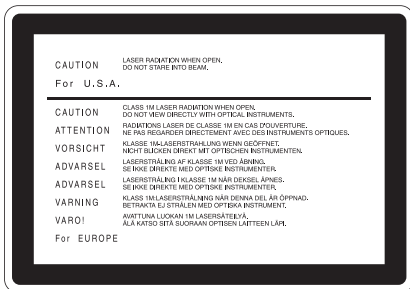 CAUTION LASER RADIATION WHEN OPEN.
DO NOT STARE INTO BEAM.
For U.S.A.
CAUTION CLASS 1M LASER RADIATION WHEN OPEN.
DO NOT VIEW DIRECTLY WITH OPTICAL INSTRUMENTS.
ATTENTION RADIATIONS LASER DE CLASSE 1M EN CAS D'OUVERTURE.
NE PAS REGARDER DIRECTEMENT AVEC DES INSTRUMENTS OPTIQUES.
VORSICHT KLASSE 1M-LASERSTRAHLUNG WENN GEÖFFNET.
NICHT BLICKEN DIREKT MIT OPTISCHEN INSTRUMENTEN.
ADVARSEL LASERSTRÅLING AF KLASSE 1M VED ÅBNING.
SE IKKE DIREKTE MED OPTISKE INSTRUMENTER.
ADVARSEL LASERSTRÅLING I KLASSE 1M NÅR DEKSEL ÅPNES.
SE IKKE DIREKTE MED OPTISKE INSTRUMENTER.
VARNING KLASS 1M:LASERSTRÅLNING NÄR DENNA DEL ÄR ÖPPNAD.
BETRAKTA EJ STRÅLEN MED OPTISKA INSTRUMENT.
VARO! AVATTUNA LUOKAN 1M LASERSÄTEILYÄ.
ÄLÄ KATSO SITÄ SUORAAN OPTISEN LAITTEEN LÄPI.
For EUROPE